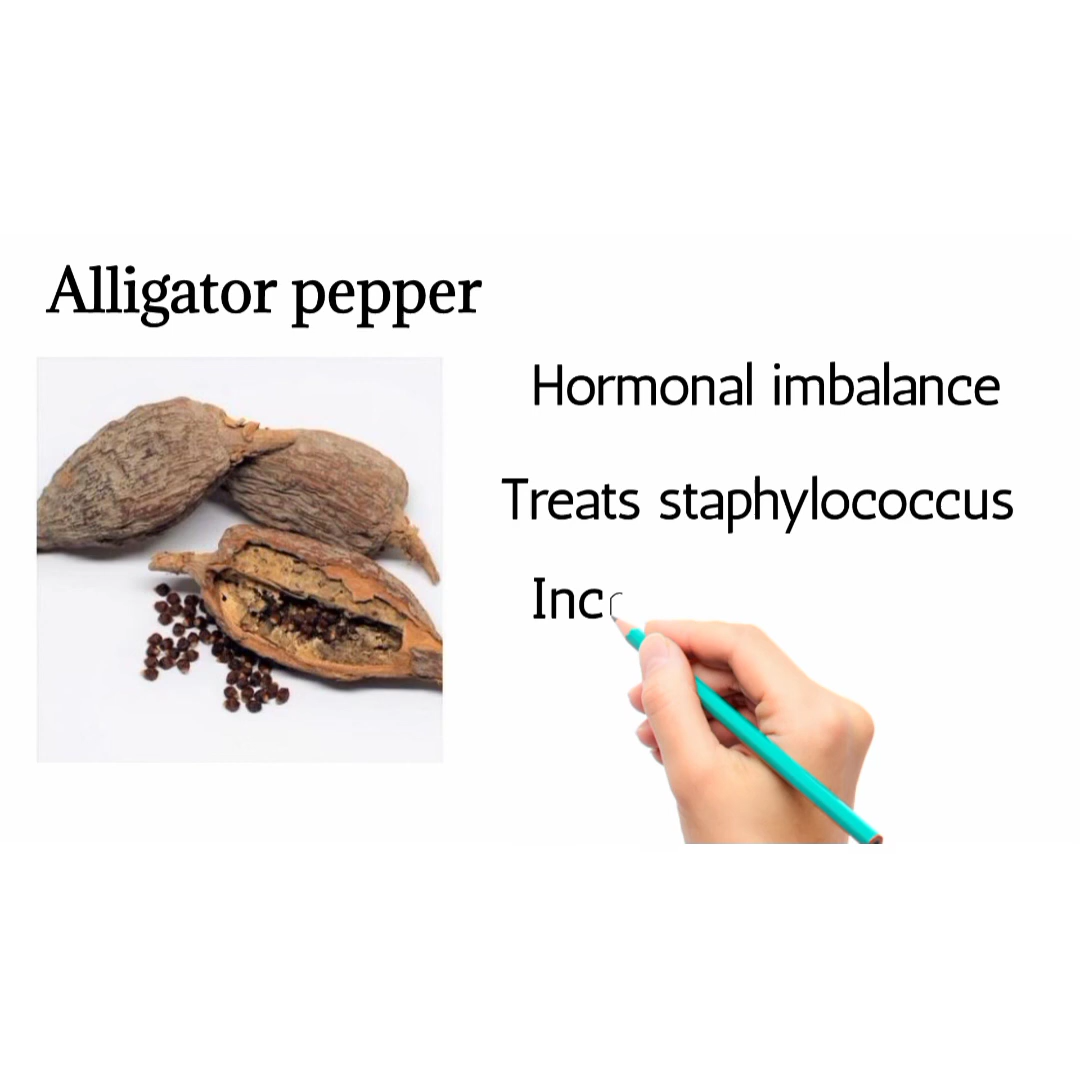 Alligator pepper
Hormonal imbalance
Treats staphylococcus
Inc